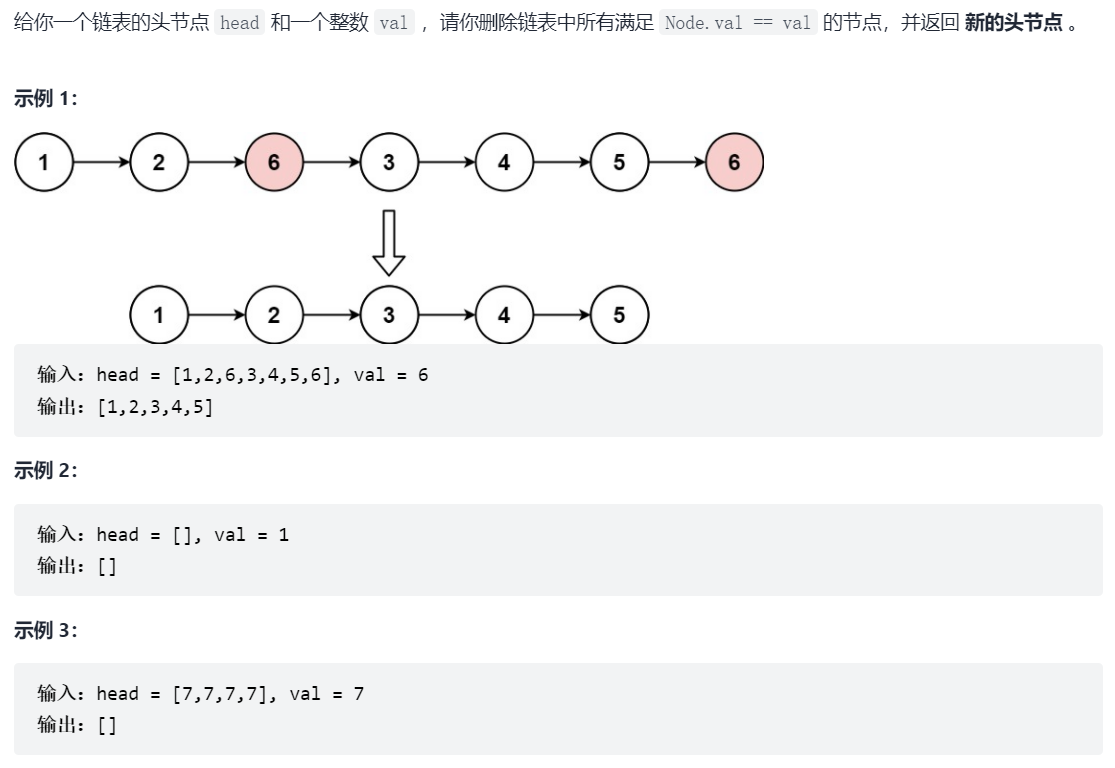 给你一个链表的头节点 head 和一个整数 val ，请你删除链表中所有满足 Node.val == val 的节点，并返回 新的头节点 。
示例 1：
1 2 6 3 4 5 6
1 2 3 4 5
输入：head = [1,2,6,3,4,5,6], val = 6
输出：[1,2,3,4,5]
示例 2：
输入：head = [], val = 1
输出：[]
示例 3：
输入：head = [7,7,7,7], val = 7
输出：[]